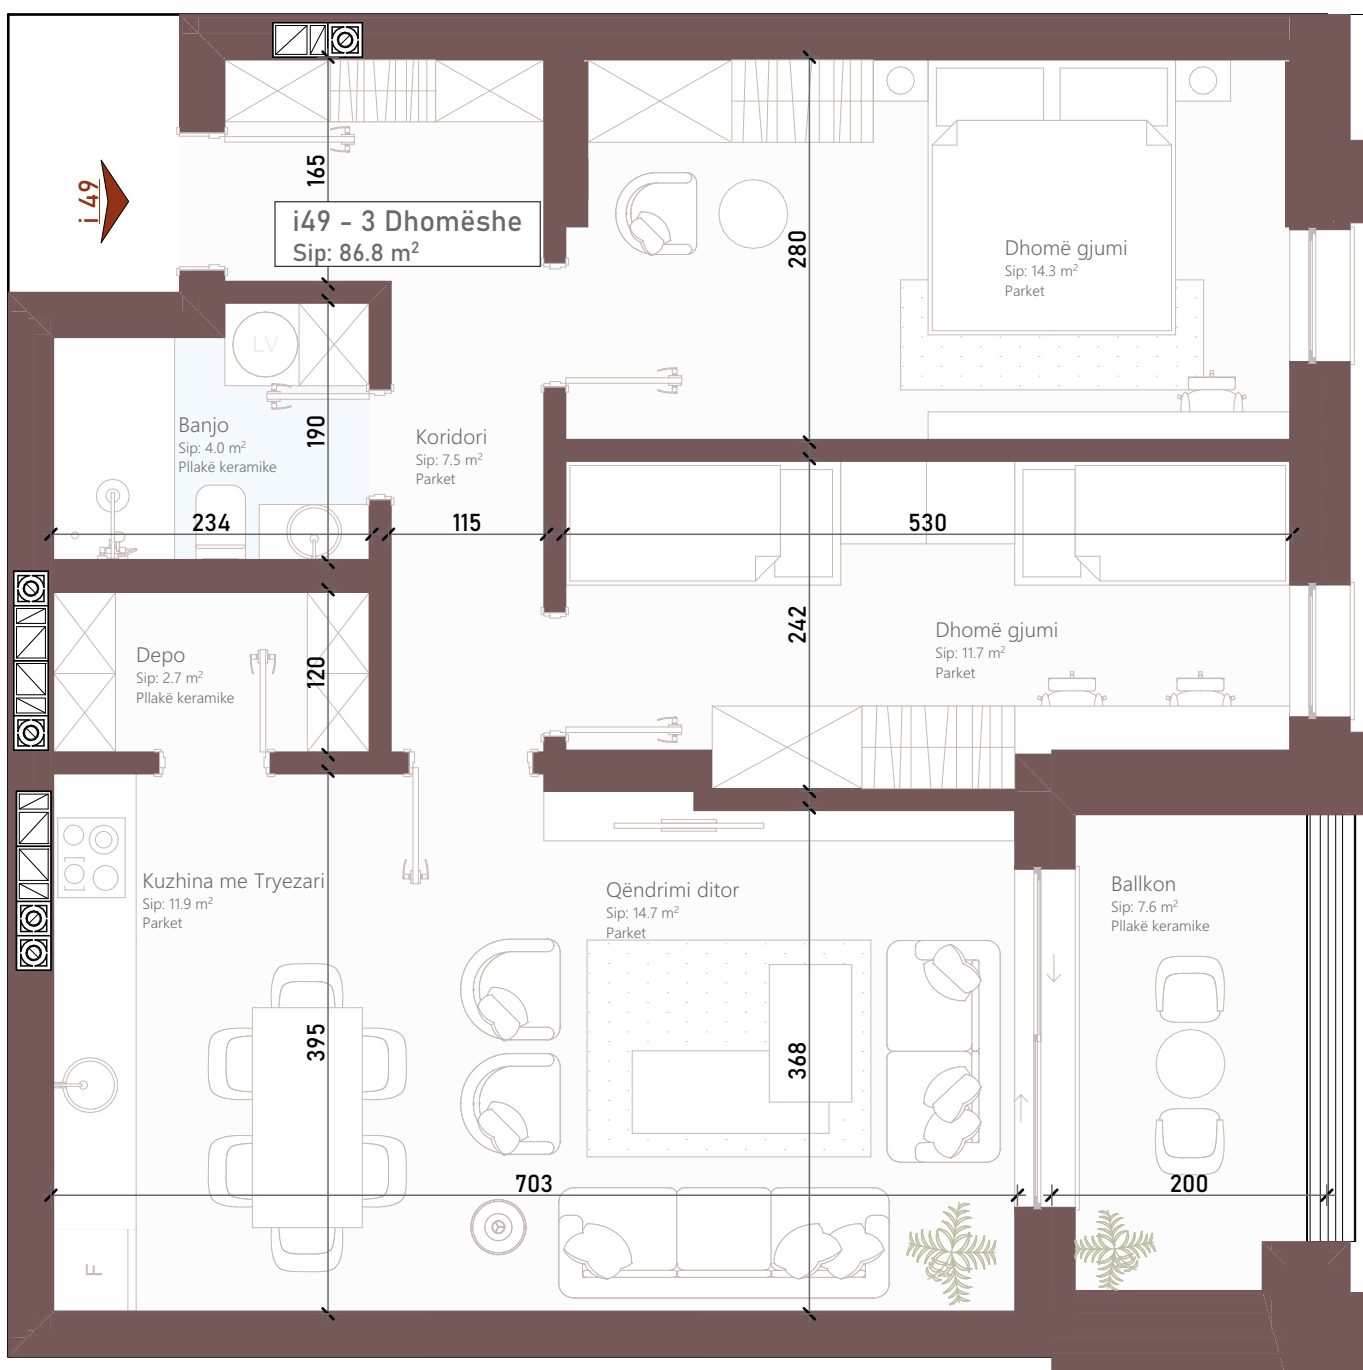 i 49
165
i49 - 3 Dhomëshe
Sip: 86.8 m²
280
Dhomë gjumi
Sip: 14.3 m²
Parket
LV
Banjo
Sip: 4.0 m²
Pllakë keramike
190
Koridori
Sip: 7.5 m²
Parket
234
115
530
242
Dhomë gjumi
Sip: 11.7 m²
Parket
Depo
Sip: 2.7 m²
Pllakë keramike
120
Kuzhina me Tryezari
Sip: 11.9 m²
Parket
Qëndrimi ditor
Sip: 14.7 m²
Parket
Ballkon
Sip: 7.6 m²
Pllakë keramike
395
368
703
200
F